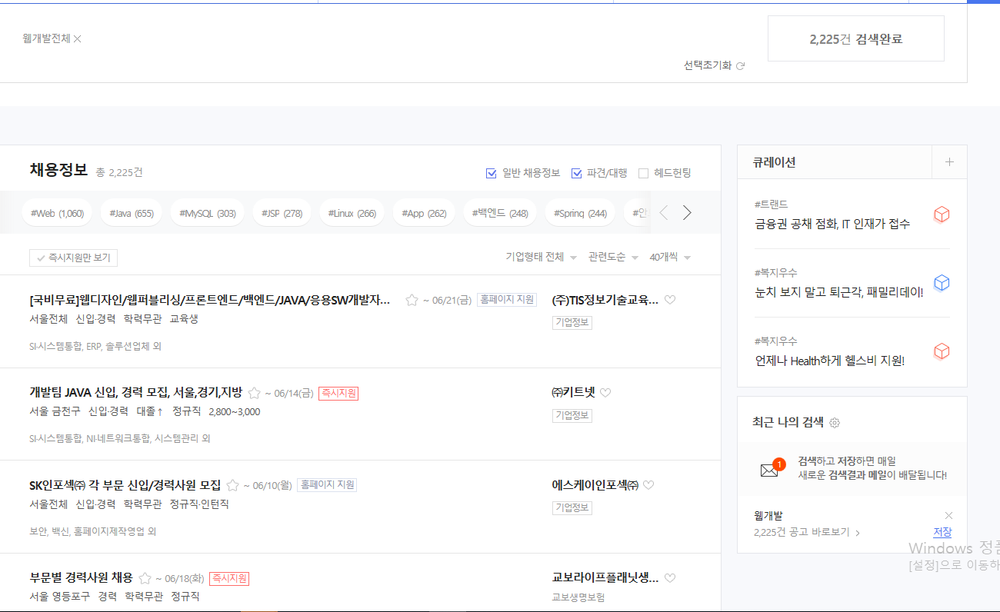 웹개발전체
2,225건 검색완료
선택초기화
채용정보 총 2,225건
일반 채용정보 파견/대행 헤드헌팅
#Web (1,060) #Java (655) #MySQL (303) #JSP (278) #Linux (266) #App (262) #백엔드 (248) #Spring (244) #안
즉시지원만 보기
기업형태 전체 관련도순 40개씩
[국비무료]웹디자인/웹퍼블리싱/프론트엔드/백엔드/JAVA/응용SW개발자... ~ 06/21(금) 홈페이지 지원 (주)TIS정보기술교육...
서울전체 신입·경력 학력무관 교육생
기업정보
SI·시스템통합, ERP, 솔루션업체 외
개발팀 JAVA 신입, 경력 모집, 서울,경기,지방 ~ 06/14(금) 즉시지원 ㈜키트넷
서울 금천구 신입·경력 대졸↑ 정규직 2,800~3,000
기업정보
SI·시스템통합, NI·네트워크통합, 시스템관리 외
SK인포섹㈜ 각 부문 신입/경력사원 모집 ~ 06/10(월) 홈페이지 지원 에스케이인포섹㈜
서울전체 신입·경력 학력무관 정규직·인턴직
기업정보
보안, 백신, 홈페이지제작영업 외
부문별 경력사원 채용 ~ 06/18(화) 즉시지원 교보라이프플래닛생...
서울 영등포구 경력 학력무관 정규직
교보생명보험
큐레이션
#트랜드
금융권 공채 점화, IT 인재가 접수
#복지우수
눈치 보지 말고 퇴근각, 패밀리데이!
#복지우수
언제나 Health하게 헬스비 지원!
최근 나의 검색
1
검색하고 저장하면 매일
새로운 검색결과 메일이 배달됩니다!
웹개발
2,225건 공고 바로보기
저장
Windows 정품
[설정]으로 이동하